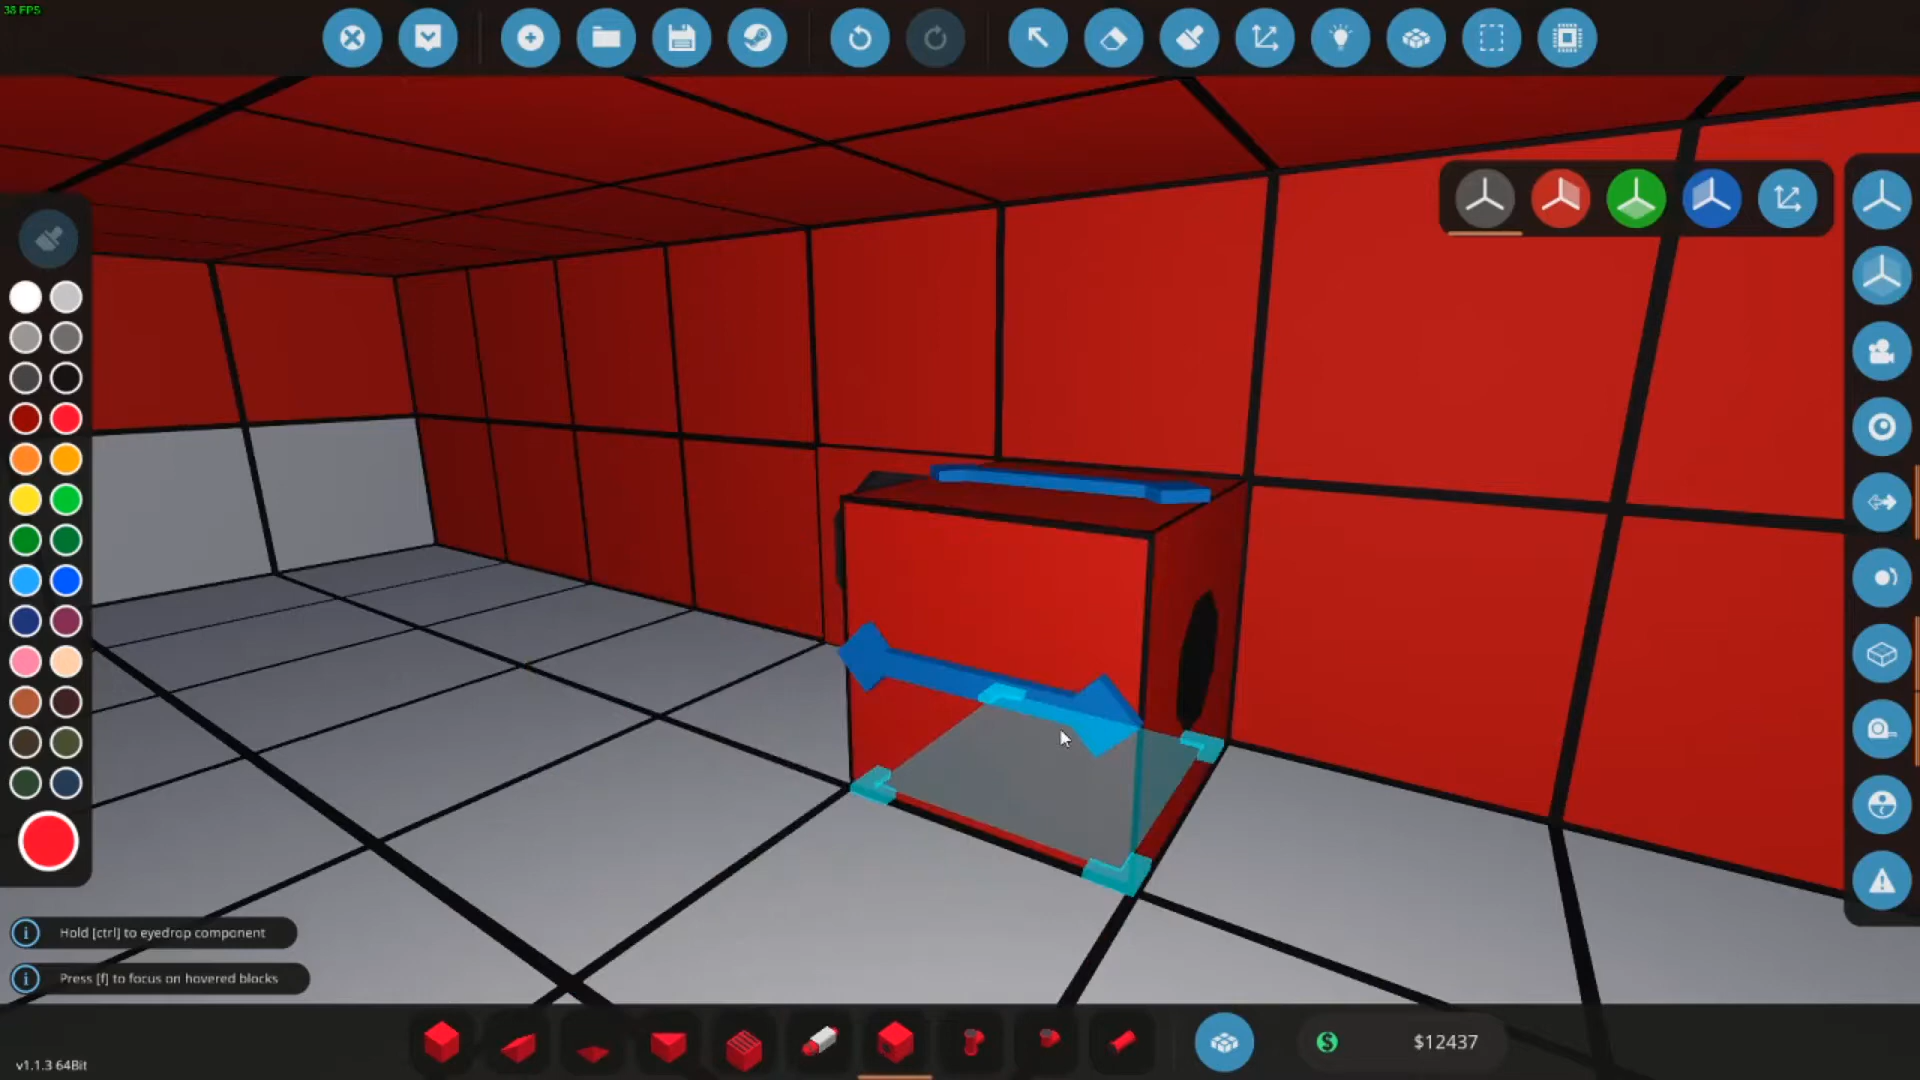 38 FPS
Hold [ctrl] to eyedrop component
Press [f] to focus on hovered blocks
$12437
v1.1.3 64Bit